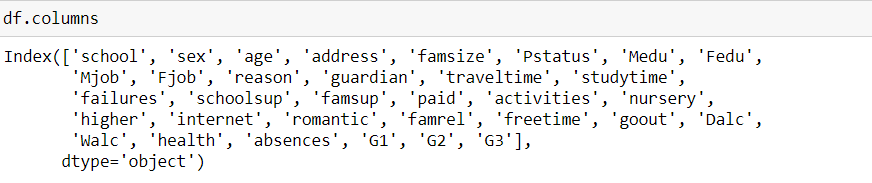 df.columns
Index(['school', 'sex', 'age', 'address', 'famsize', 'Pstatus', 'Medu', 'Fedu',
'Mjob', 'Fjob', 'reason', 'guardian', 'traveltime', 'studytime',
'failures', 'schoolsup', 'famsup', 'paid', 'activities', 'nursery',
'higher', 'internet', 'romantic', 'famrel', 'freetime', 'goout', 'Dalc',
'Walc', 'health', 'absences', 'G1', 'G2', 'G3'],
dtype='object')